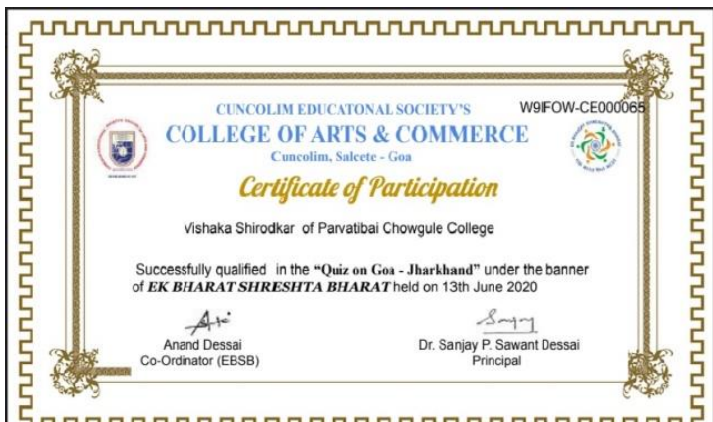 CUNCOLIM EDUCATONAL SOCIETY'S
W9IFOW-CE000065
COLLEGE OF ARTS & COMMERCE
Cuncolim, Salcete - Goa
Certificate of Participation
Vishaka Shirodkar of Parvatibai Chowgule College
Successfully qualified in the “Quiz on Goa - Jharkhand” under the banner
of EK BHARAT SHRESHTA BHARAT held on 13th June 2020
Anand Dessai
Co-Ordinator (EBSB)
Sanjay
Dr. Sanjay P. Sawant Dessai
Principal